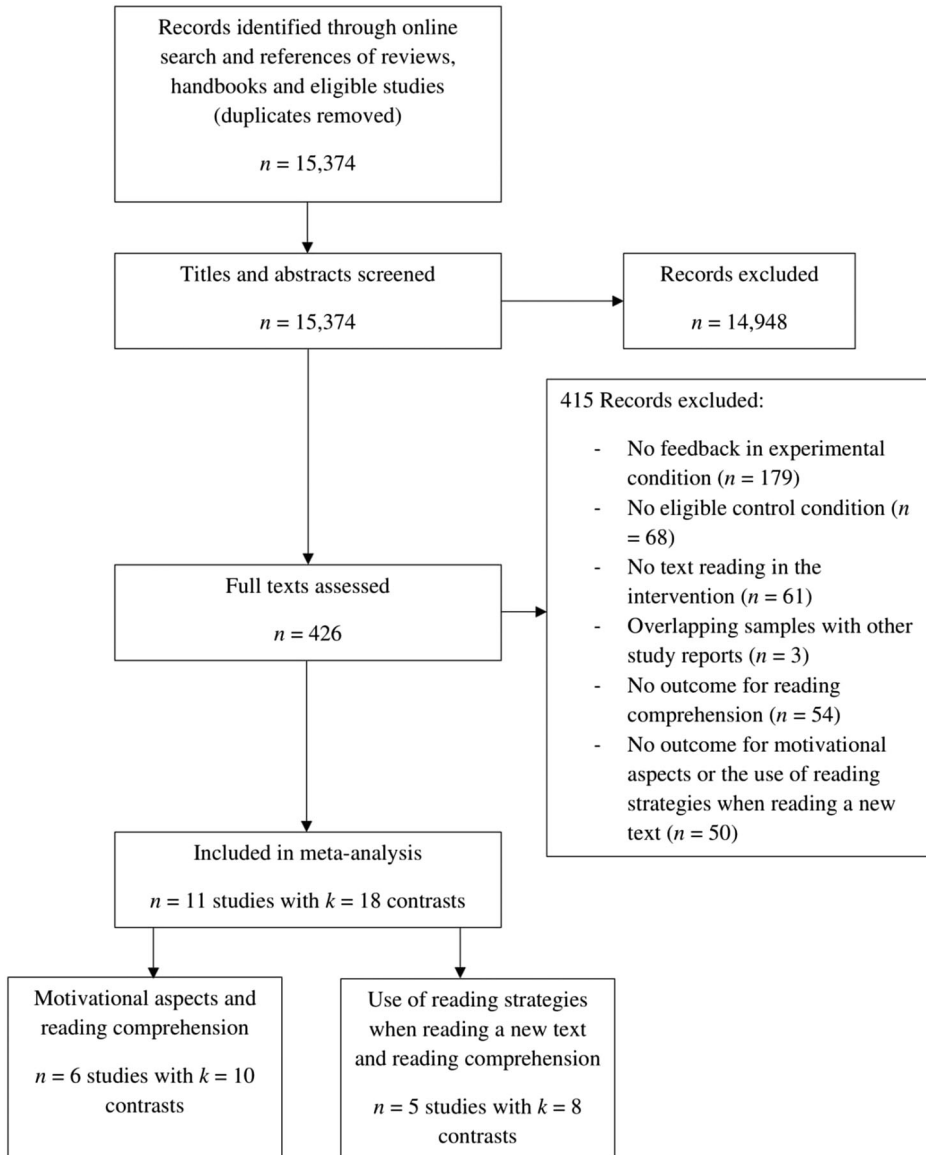 Records identified through online
search and references of reviews,
handbooks and eligible studies
(duplicates removed)
n = 15,374
Titles and abstracts screened
n = 15,374
Records excluded
n = 14,948
415 Records excluded:
- No feedback in experimental
condition (n = 179)
- No eligible control condition (n
= 68)
- No text reading in the
intervention (n = 61)
- Overlapping samples with other
study reports (n = 3)
- No outcome for reading
comprehension (n = 54)
- No outcome for motivational
aspects or the use of reading
strategies when reading a new
text (n = 50)
Full texts assessed
n = 426
Included in meta-analysis
n = 11 studies with k = 18 contrasts
Motivational aspects and
reading comprehension
n = 6 studies with k = 10
contrasts
Use of reading strategies
when reading a new text
and reading comprehension
n = 5 studies with k = 8
contrasts